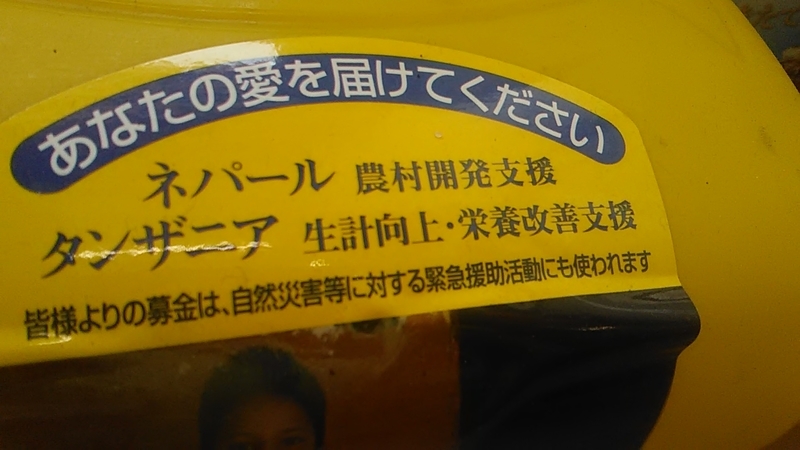 あなたの愛を届けてください
ネパール 農村開発支援
タンザニア 生計向上・栄養改善支援
皆様よりの募金は、自然災害等に対する緊急援助活動にも使われます